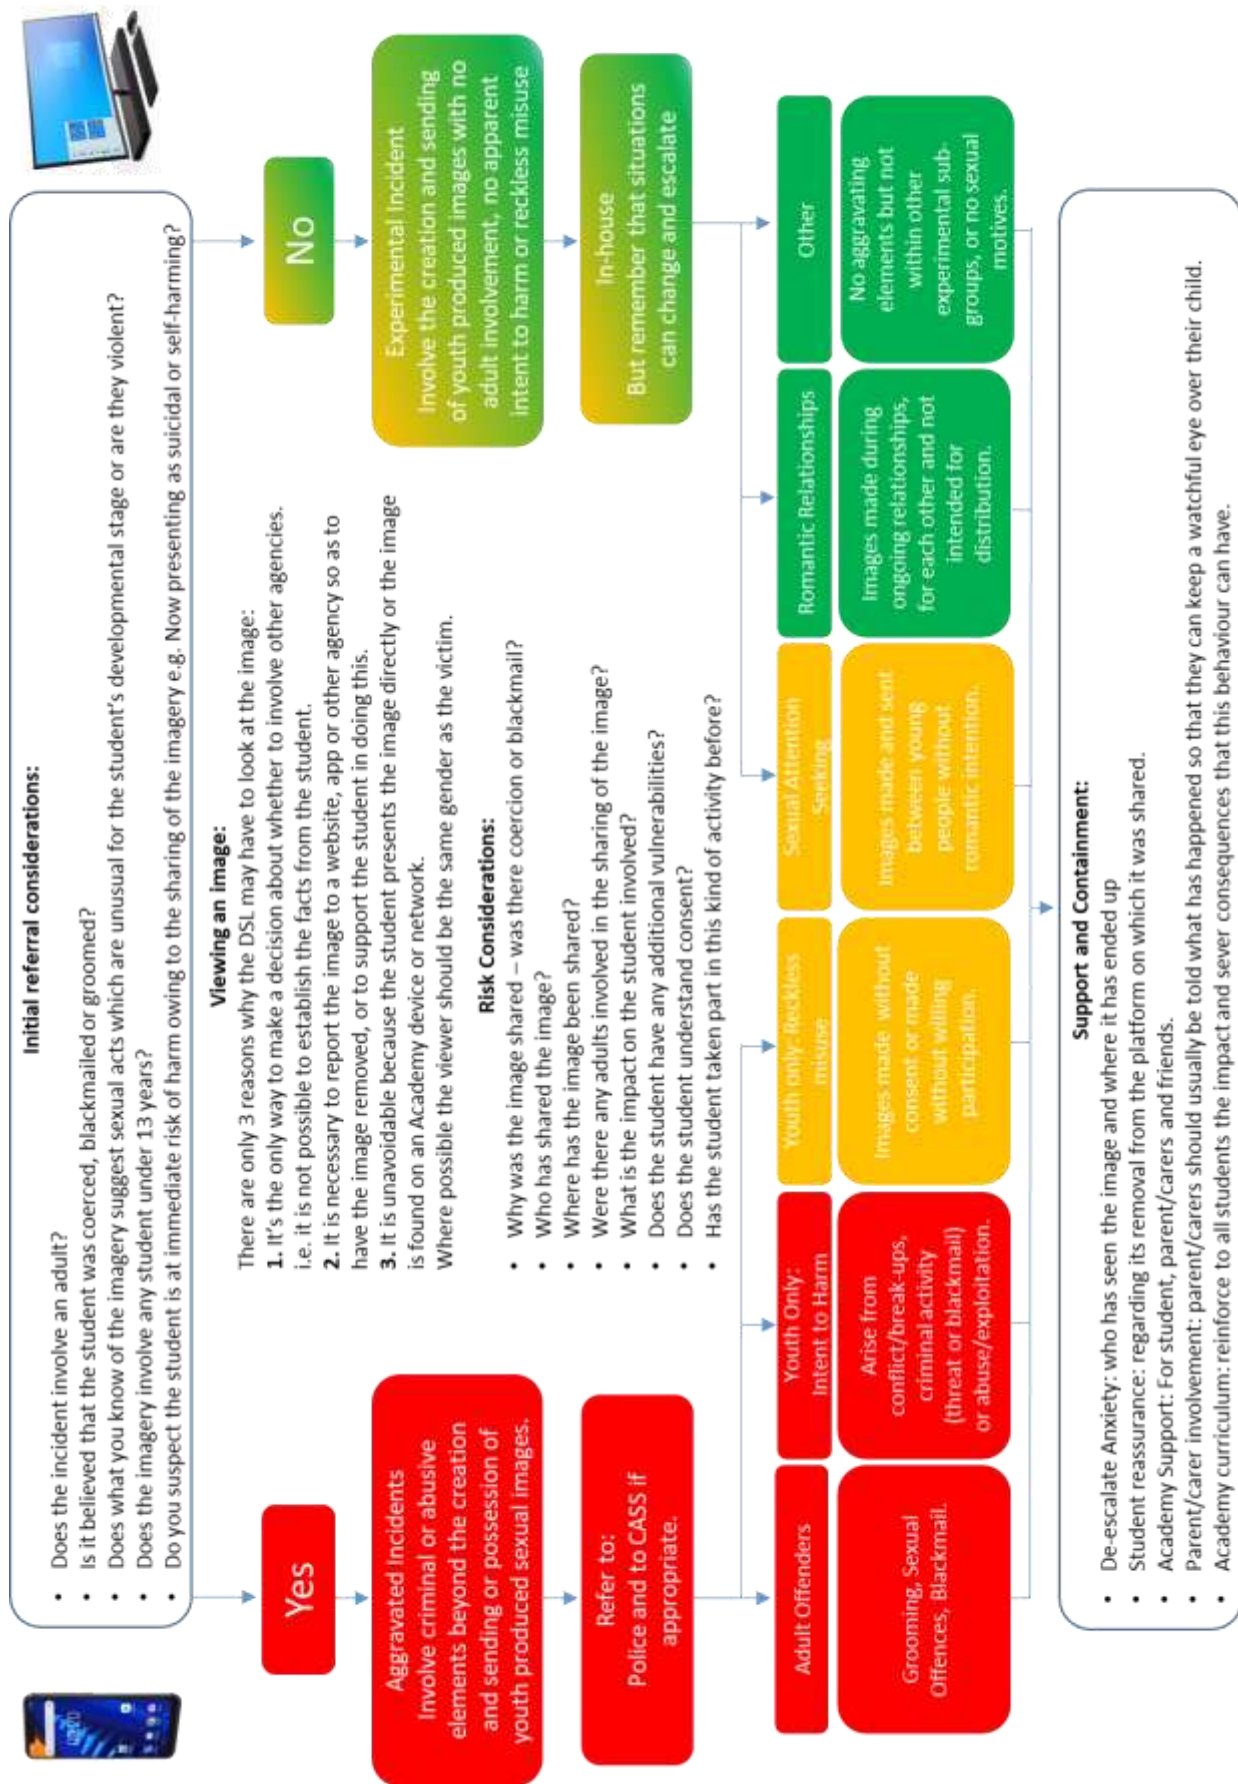 Initial referral considerations:
• Does the incident involve an adult?
• Is it believed that the student was coerced, blackmailed or groomed?
• Does what you know of the imagery suggest sexual acts which are unusual for the student's developmental stage or are they violent?
• Does the imagery involve any student under 13 years?
• Do you suspect the student is at immediate risk of harm owing to the sharing of the imagery e.g. Now presenting as suicidal or self-harming?
Yes
Aggravated Incidents
Involve criminal or abusive
elements beyond the creation
and sending or possession of
youth produced sexual images.
Refer to:
Police and to CASS if
appropriate.
Viewing an image:
There are only 3 reasons why the DSL may have to look at the image:
1. It's the only way to make a decision about whether to involve other agencies.
i.e. it is not possible to establish the facts from the student.
2. It is necessary to report the image to a website, app or other agency so as to
have the image removed, or to support the student in doing this.
3. It is unavoidable because the student presents the image directly or the image
is found on an Academy device or network.
Where possible the viewer should be the same gender as the victim.
Risk Considerations:
• Why was the image shared – was there coercion or blackmail?
• Who has shared the image?
• Where has the image been shared?
• Were there any adults involved in the sharing of the image?
• What is the impact on the student involved?
• Does the student have any additional vulnerabilities?
• Does the student understand consent?
• Has the student taken part in this kind of activity before?
No
Experimental Incident
Involve the creation and sending
of youth produced images with no
adult involvement, no apparent
intent to harm or reckless misuse
In-house
But remember that situations
can change and escalate
Adult Offenders
Grooming, Sexual
Offences, Blackmail.
Youth Only:
Intent to Harm
Arise from
conflict/break-ups,
criminal activity
(threat or blackmail)
or abuse/exploitation.
Youth only: Reckless
misuse
Images made without
consent or made
without willing
participation.
Sexual Attention
Seeking
Images made and sent
between young
people without
romantic intention.
Romantic Relationships
Images made during
ongoing relationships,
for each other and not
intended for
distribution.
Other
No aggravating
elements but not
within other
experimental sub-
groups, or no sexual
motives.
Support and Containment:
• De-escalate Anxiety: who has seen the image and where it has ended up
• Student reassurance: regarding its removal from the platform on which it was shared.
• Academy Support: For student, parent/carers and friends.
• Parent/carer involvement: parent/carers should usually be told what has happened so that they can keep a watchful eye over their child.
• Academy curriculum: reinforce to all students the impact and sever consequences that this behaviour can have.